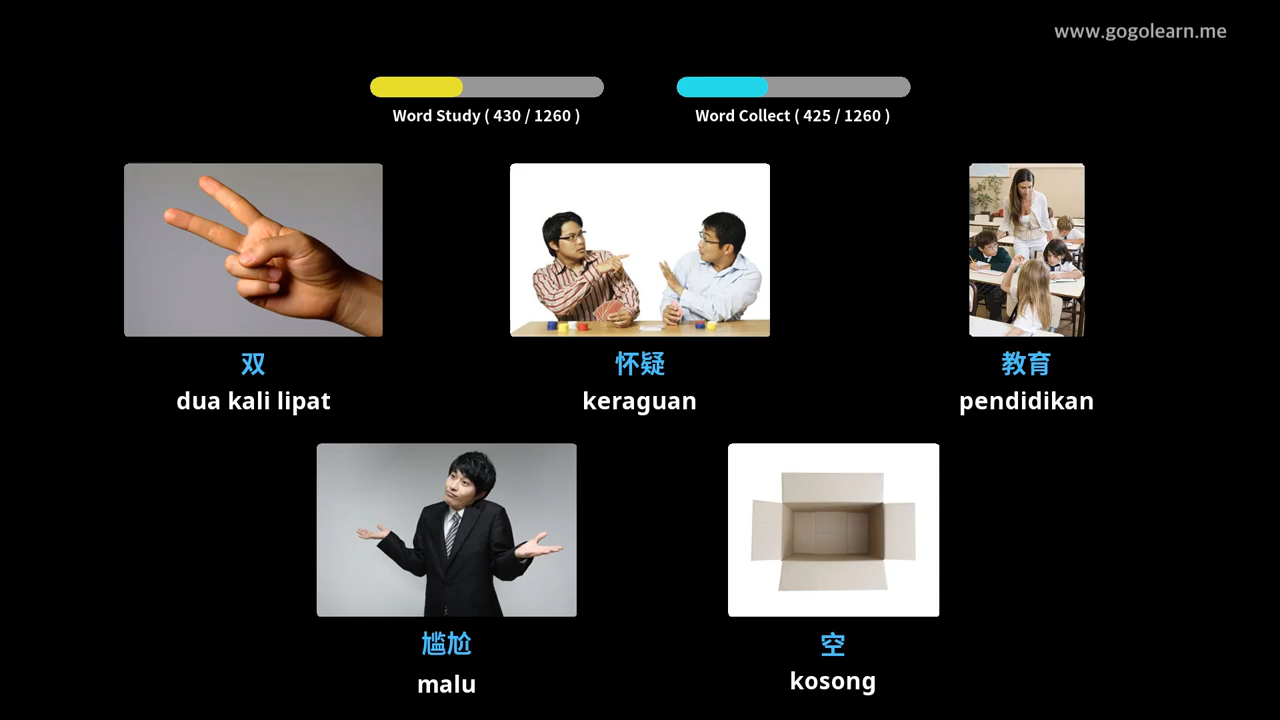 www.gogolearn.me
Word Study ( 430 / 1260 )
Word Collect ( 425 / 1260 )
双
dua kali lipat
怀疑
keraguan
教育
pendidikan
尴尬
malu
空
kosong